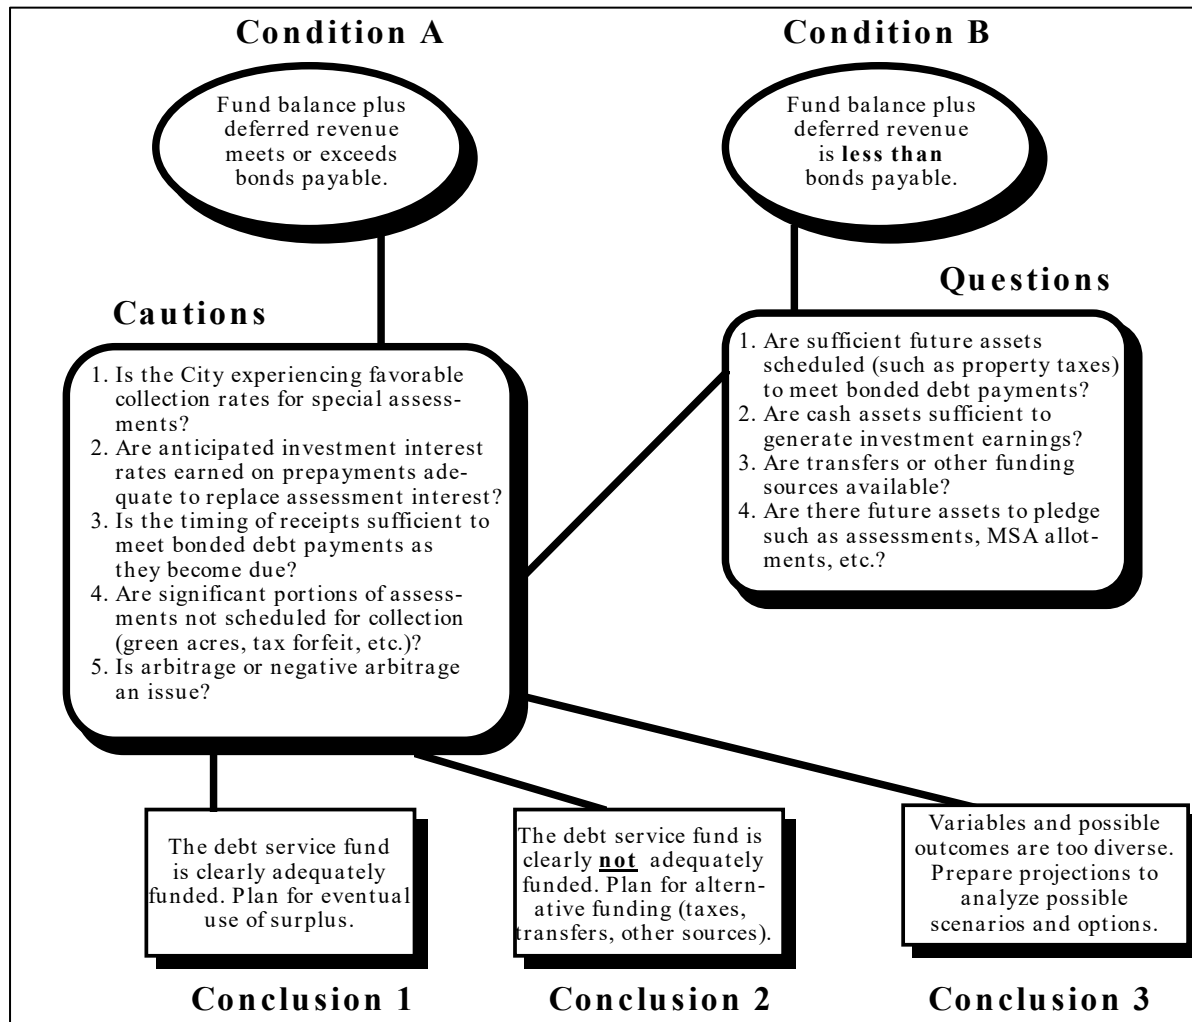 Condition A
Condition B
Fund balance plus
deferred revenue
meets or exceeds
bonds payable.
Fund balance plus
deferred revenue
is less than
bonds payable.
Cautions
1. Is the City experiencing favorable
collection rates for special assess-
ments?
2. Are anticipated investment interest
rates earned on prepayments ade-
quate to replace assessment interest?
3. Is the timing of receipts sufficient to
meet bonded debt payments as
they become due?
4. Are significant portions of assess-
ments not scheduled for collection
(green acres, tax forfeit, etc.)?
5. Is arbitrage or negative arbitrage
an issue?
Questions
1. Are sufficient future assets
scheduled (such as property taxes)
to meet bonded debt payments?
2. Are cash assets sufficient to
generate investment earnings?
3. Are transfers or other funding
sources available?
4. Are there future assets to pledge
such as assessments, MSA allot-
ments, etc.?
The debt service fund
is clearly adequately
funded. Plan for eventual
use of surplus.
Conclusion 1
The debt service fund is
clearly not adequately
funded. Plan for altern-
ative funding (taxes,
transfers, other sources).
Conclusion 2
Variables and possible
outcomes are too diverse.
Prepare projections to
analyze possible
scenarios and options.
Conclusion 3